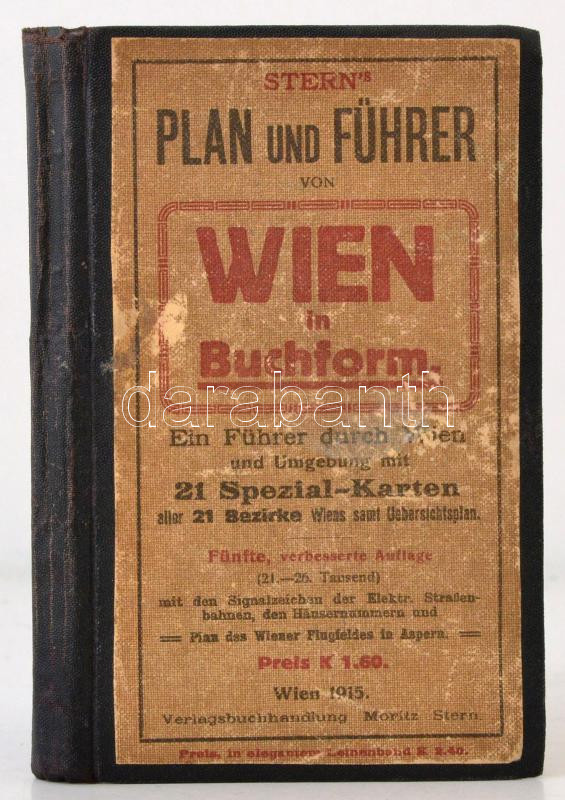 STERN's
PLAN UND FÜHRER
VON
WIEN
in
Buchform.
darabanth
Ein Führer durch Wien
und Umgebung mit
21 Spezial-Karten
aller 21 Bezirke Wiens samt Uebersichtsplan.
Fünfte, verbesserte Auflage
(21.—26. Tausend)
mit den Signalzeichen der Elektr. Straßen-
bahnen, den Häusernummern und
Plan des Wiener Flugfeldes in Aspern.
Preis K 1.60.
Wien 1915.
Verlagsbuchhandlung Moritz Stern.
Preis, in elegantem Leinenband K 2.40.